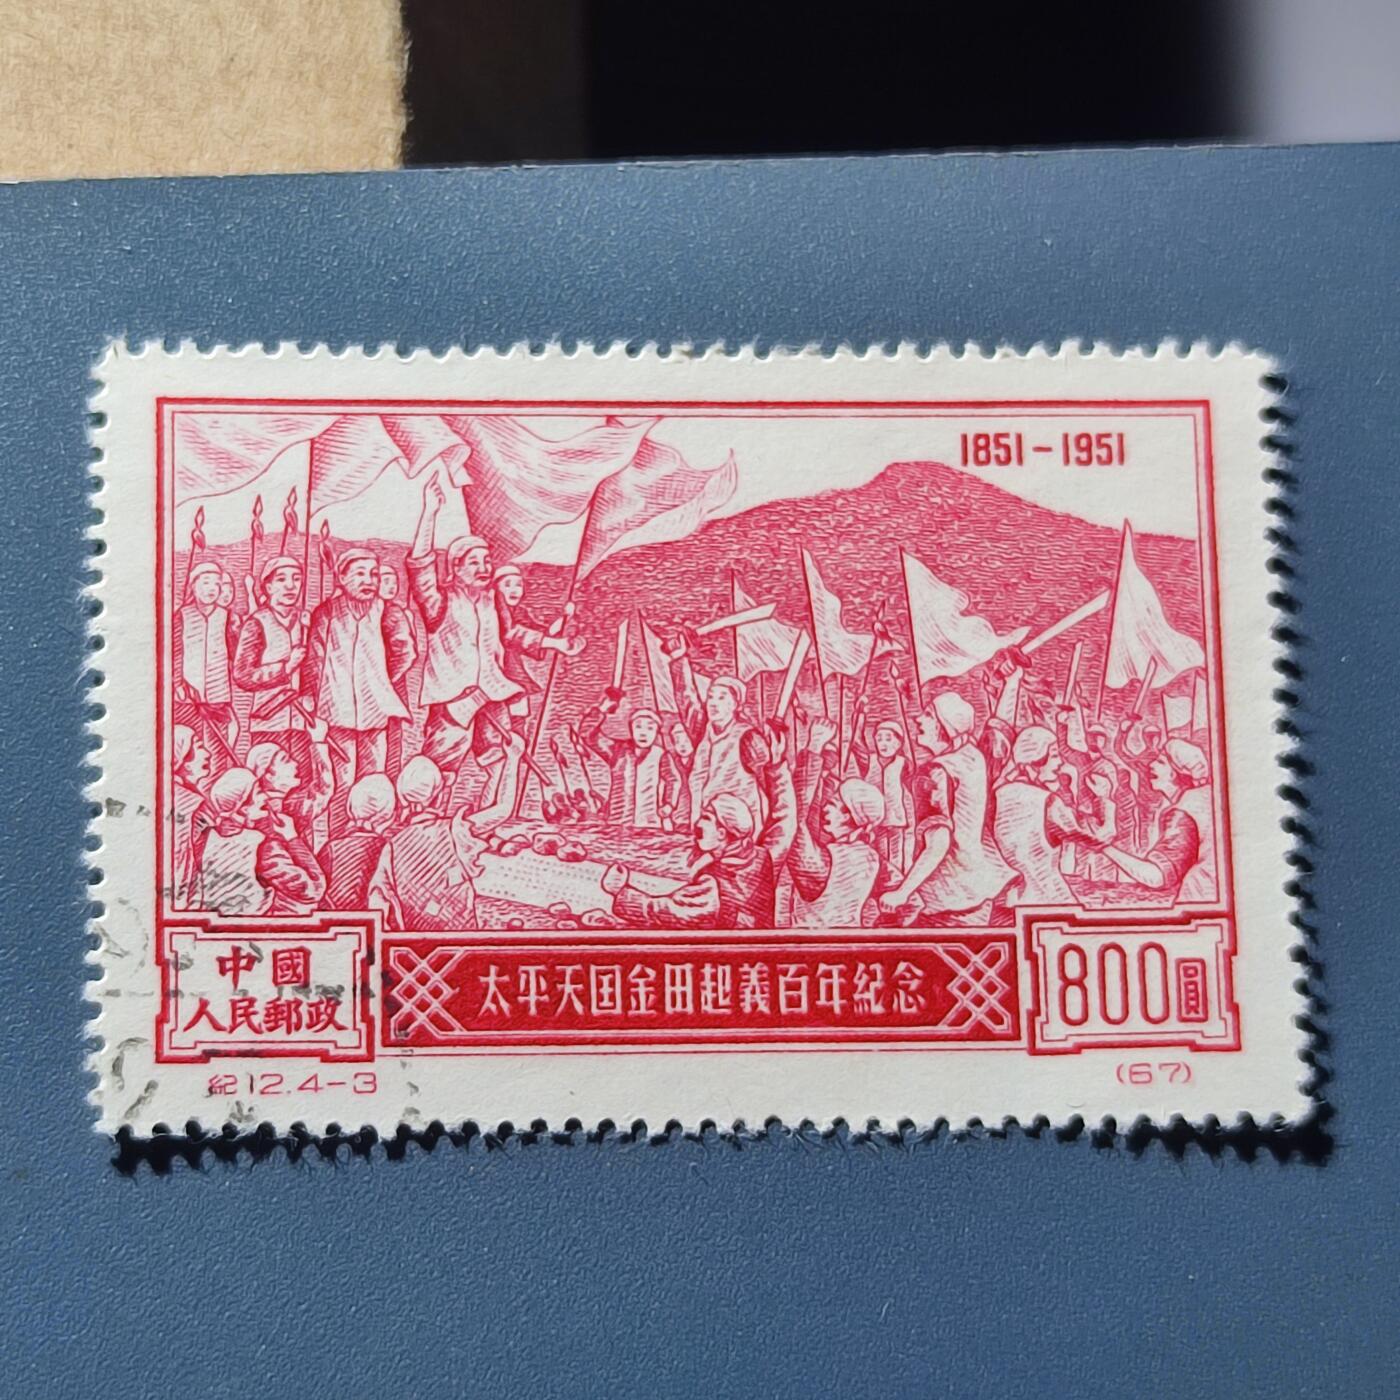 1851-1951
中國
人民郵政
太平天囯金田起義百年紀念
800圓
紀12.4-3
(67)